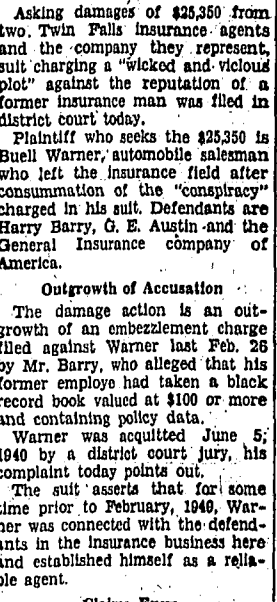 Asking damages of $25,350 from
two Twin Falls insurance agents
and the company they represent,
suit charging a "wicked and vicious
plot" against the reputation of a
former insurance man was filed in
district court today.
Plaintiff who seeks the $25,350 is
Buell Warner, automobile salesman
who left the insurance field after
consummation of the "conspiracy"
charged in his suit. Defendants are
Harry Barry, G. E. Austin and the
General Insurance company of
America.
Outgrowth of Accusation
The damage action is an out-
growth of an embezzlement charge
filed against Warner last Feb. 26
by Mr. Barry, who alleged that his
former employe had taken a black
record book valued at $100 or more
and containing policy data.
Warner was acquitted June 5,
1940 by a district court jury, his
complaint today points out.
The suit asserts that for some
time prior to February, 1940, War-
ner was connected with the defend-
ants in the insurance business here
and established himself as a relia-
ble agent.